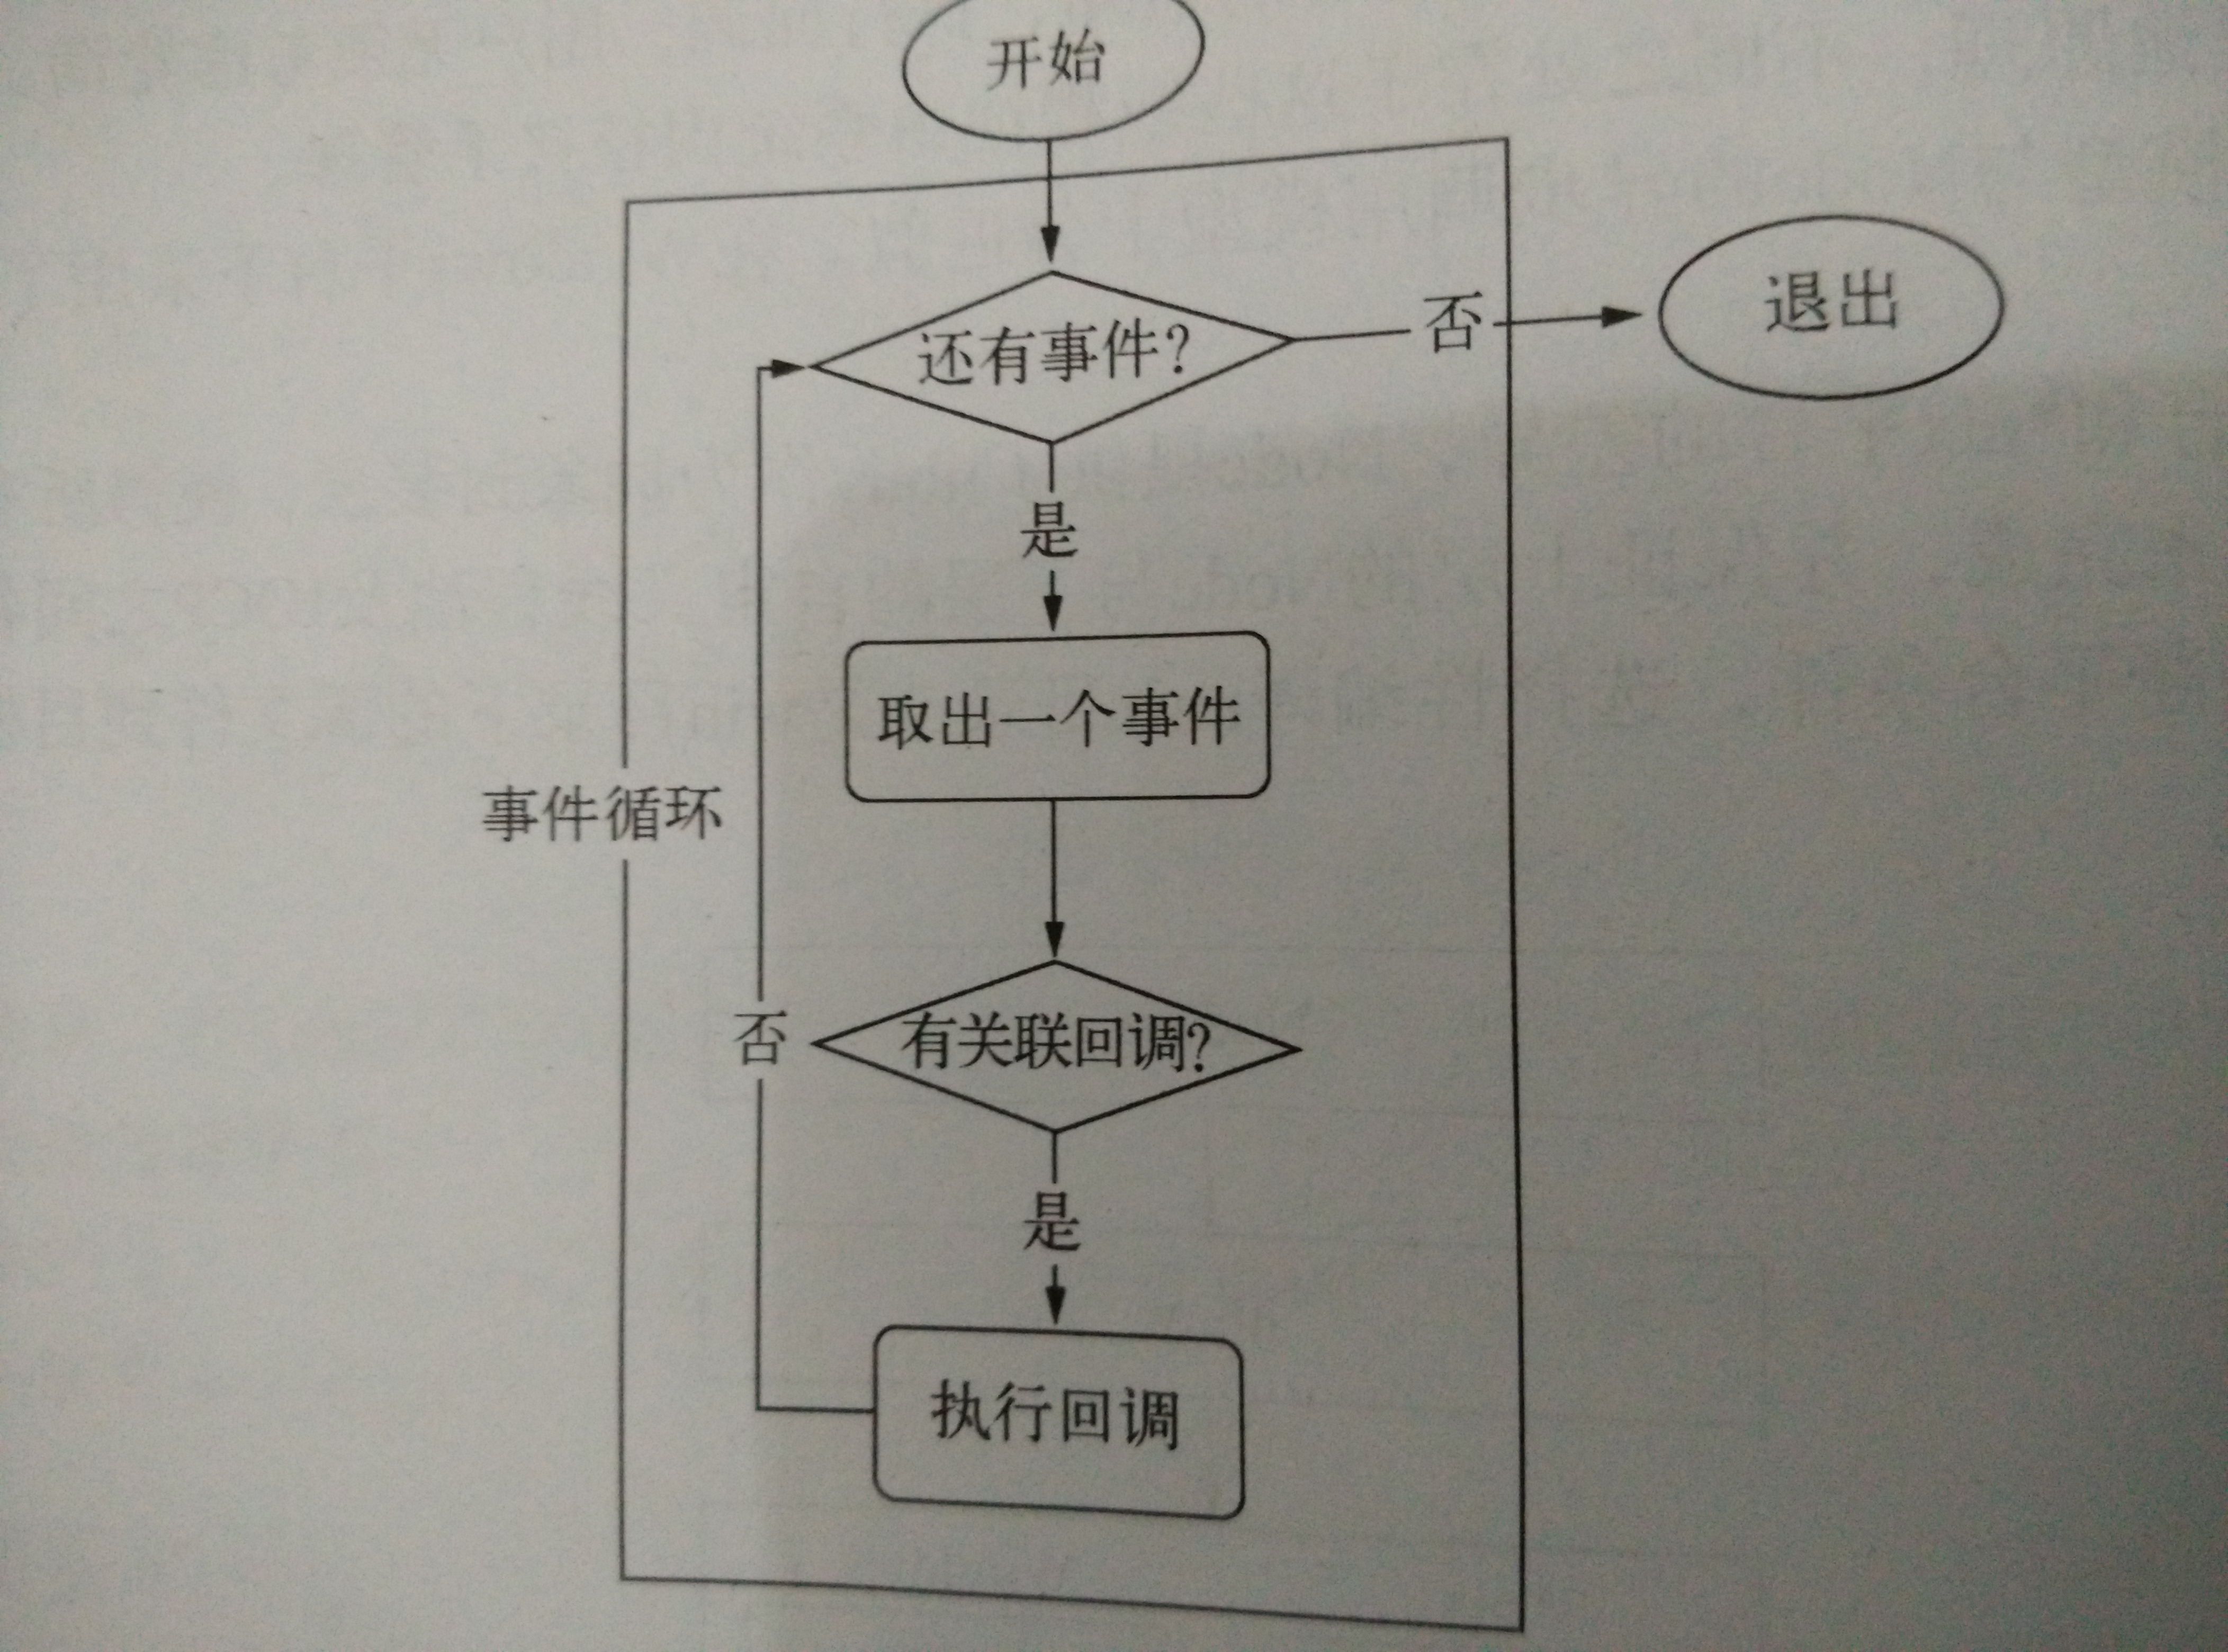 开始
还有事件?
否
退出
是
取出一个事件
事件循环
否
有关联回调?
是
执行回调